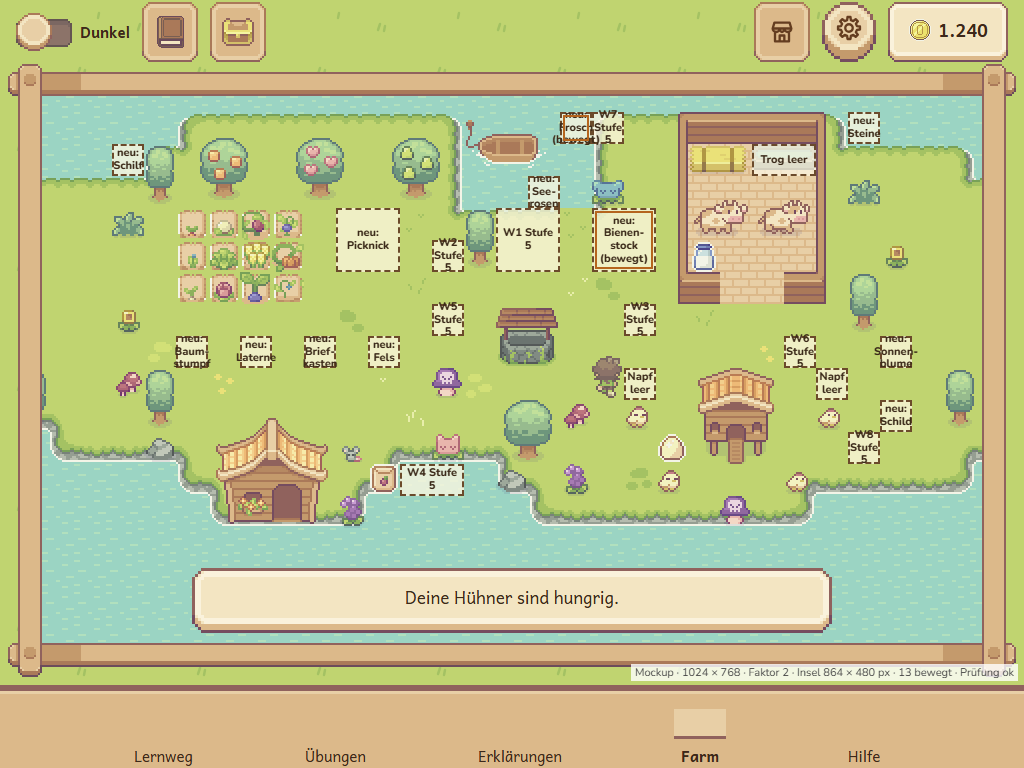 Dunkel
1.240
neu:
Frosch
(bewegt)
W7
Stufe
5
neu:
Steine
neu:
Schilf
Trog leer
neu:
See-
rosen
neu:
Picknick
W2
Stufe
5
W1 Stufe
5
neu:
Bienen-
stock
(bewegt)
W5
Stufe
5
W3
Stufe
5
neu:
Baum-
stumpf
neu:
Laterne
neu:
Brief-
kasten
neu:
Fels
W6
Stufe
5
neu:
Sonnen-
blume
Napf
leer
Napf
leer
neu:
Schild
W8
Stufe
5
W4 Stufe
5
Deine Hühner sind hungrig.
Mockup · 1024 × 768 · Faktor 2 · Insel 864 × 480 px · 13 bewegt · Prüfung ok
Lernweg
Übungen
Erklärungen
Farm
Hilfe